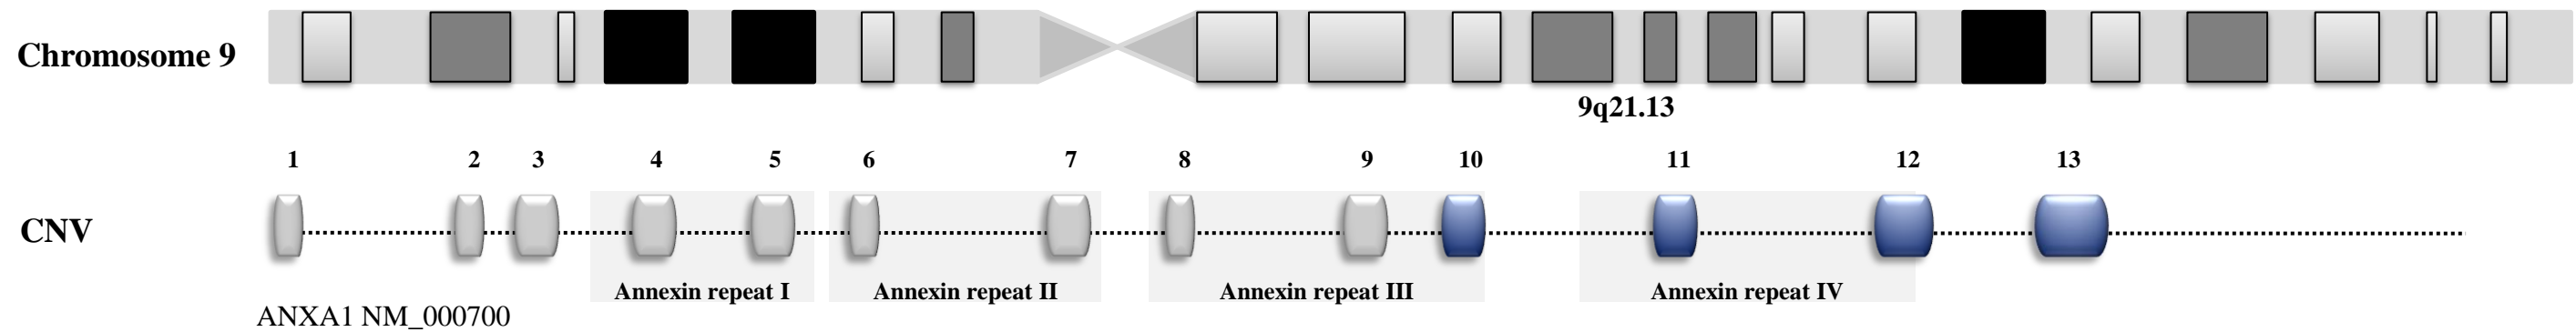 Chromosome 9
9q21.13
1 2 3 4 5 6 7 8 9 10 11 12 13
CNV
Annexin repeat I Annexin repeat II Annexin repeat III Annexin repeat IV
ANXA1 NM_000700